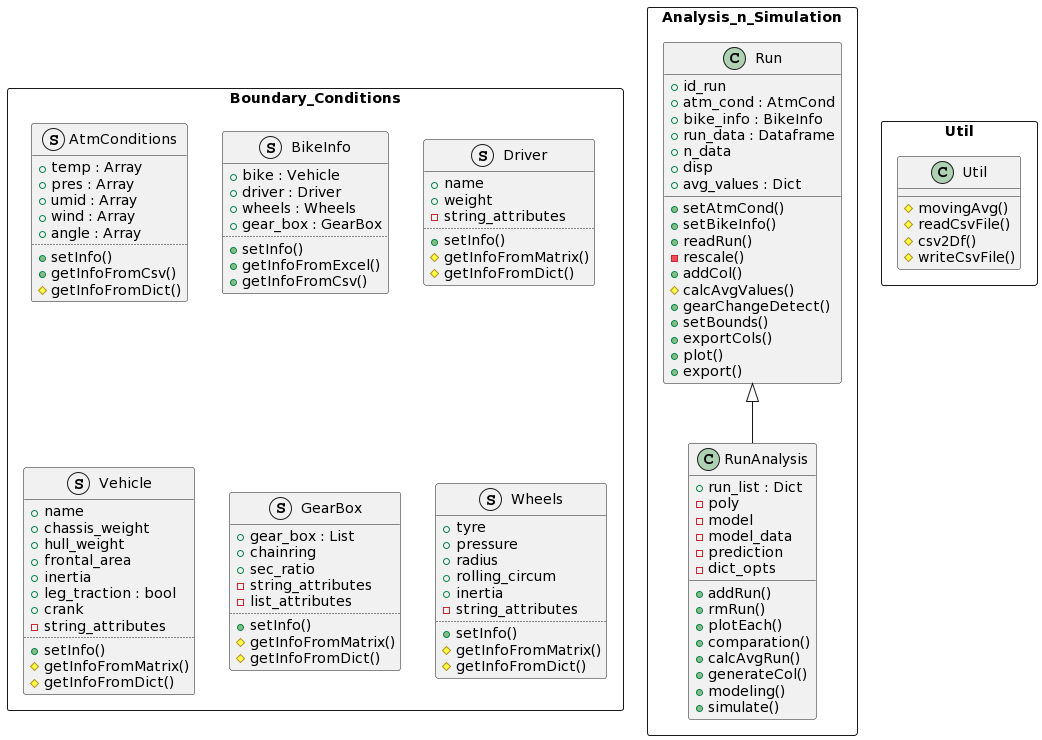 Boundary_Conditions
S AtmConditions
temp : Array
pres : Array
umid : Array
wind : Array
angle : Array
setInfo()
getInfoFromCsv()
getInfoFromDict()
S BikeInfo
bike : Vehicle
driver : Driver
wheels : Wheels
gear_box : GearBox
setInfo()
getInfoFromExcel()
getInfoFromCsv()
S Driver
name
weight
string_attributes
setInfo()
getInfoFromMatrix()
getInfoFromDict()
S Vehicle
name
chassis_weight
hull_weight
frontal_area
inertia
leg_traction : bool
crank
string_attributes
setInfo()
getInfoFromMatrix()
getInfoFromDict()
S GearBox
gear_box : List
chainring
sec_ratio
string_attributes
list_attributes
setInfo()
getInfoFromMatrix()
getInfoFromDict()
S Wheels
tyre
pressure
radius
rolling_circum
inertia
string_attributes
setInfo()
getInfoFromMatrix()
getInfoFromDict()
Analysis_n_Simulation
C Run
id_run
atm_cond : AtmCond
bike_info : BikeInfo
run_data : Dataframe
n_data
disp
avg_values : Dict
setAtmCond()
setBikeInfo()
readRun()
rescale()
addCol()
calcAvgValues()
gearChangeDetect()
setBounds()
exportCols()
plot()
export()
C RunAnalysis
run_list : Dict
poly
model
model_data
prediction
dict_opts
addRun()
rmRun()
plotEach()
comparation()
calcAvgRun()
generateCol()
modeling()
simulate()
Util
C Util
movingAvg()
readCsvFile()
csv2Df()
writeCsvFile()